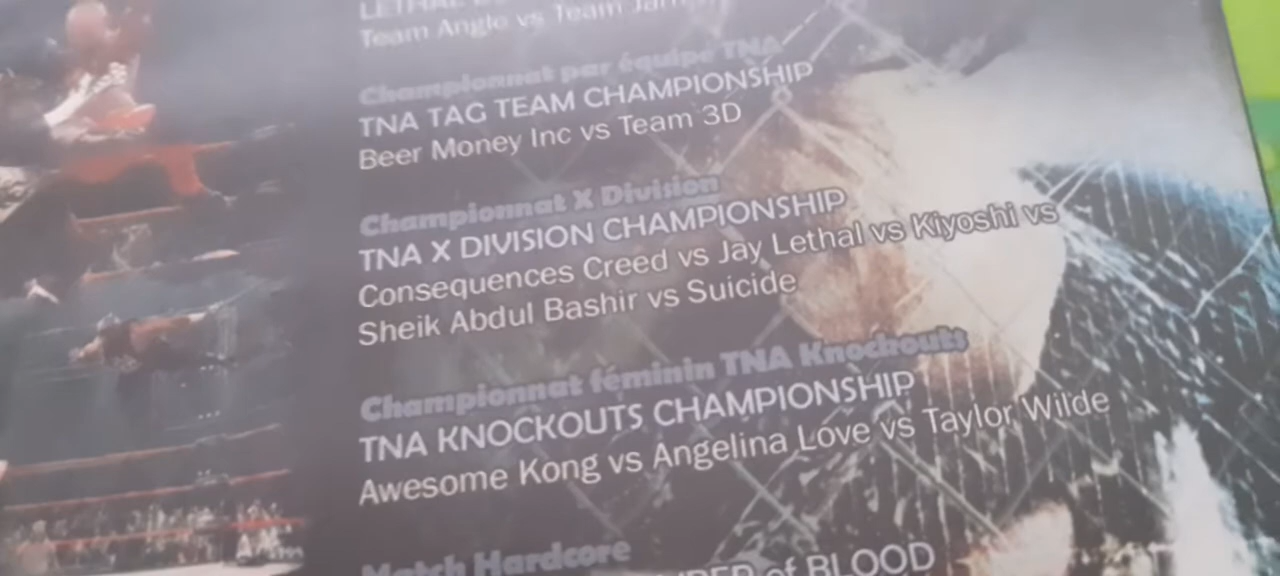 LETHAL
Team Angle vs Team
Championnat par équipe TNA
TNA TAG TEAM CHAMPIONSHIP
Beer Money Inc vs Team 3D
Championnat X Division
TNA X DIVISION CHAMPIONSHIP
Consequences Creed vs Jay Lethal vs Kiyoshi vs
Sheik Abdul Bashir vs Suicide
Championnat féminin TNA Knockouts
TNA KNOCKOUTS CHAMPIONSHIP
Awesome Kong vs Angelina Love vs Taylor Wilde
Match Hardcore
of BLOOD